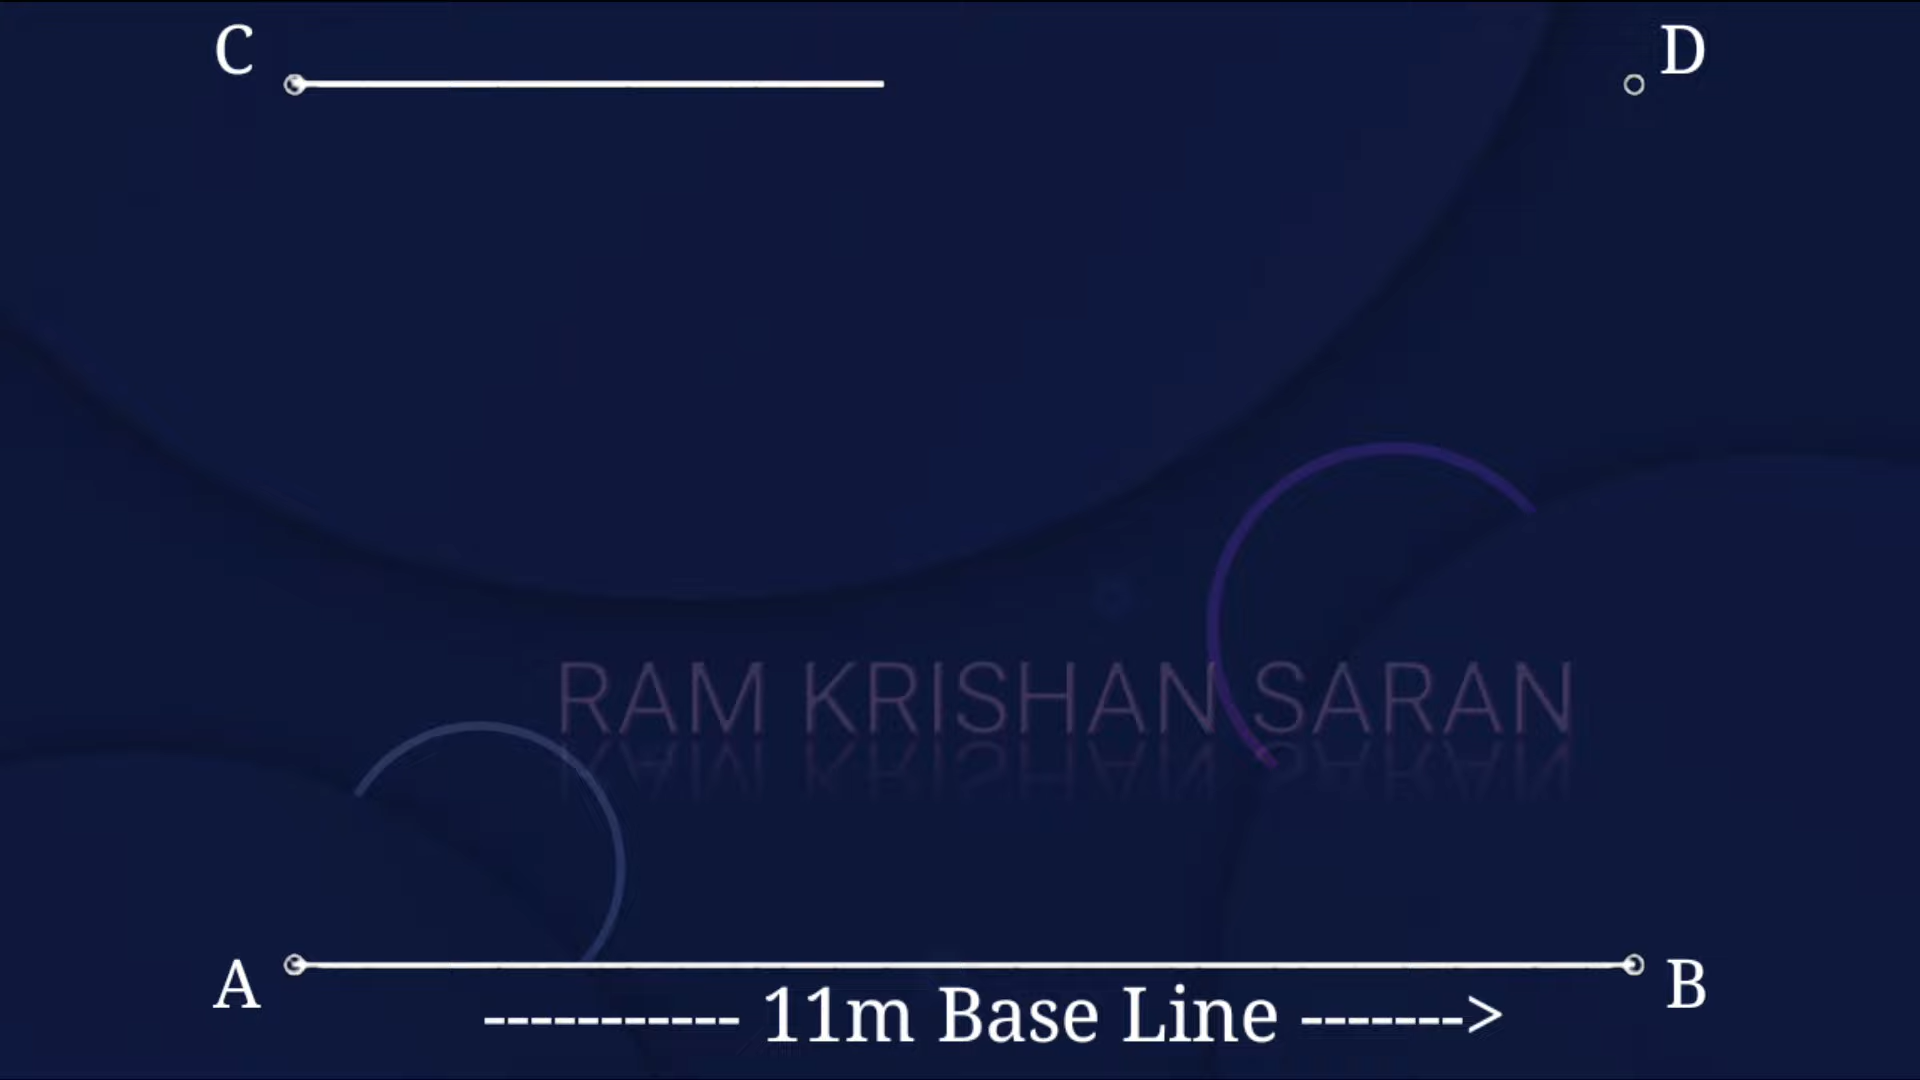 C D
RAM KRISHAN SARAN
A B
----------- 11m Base Line ------->